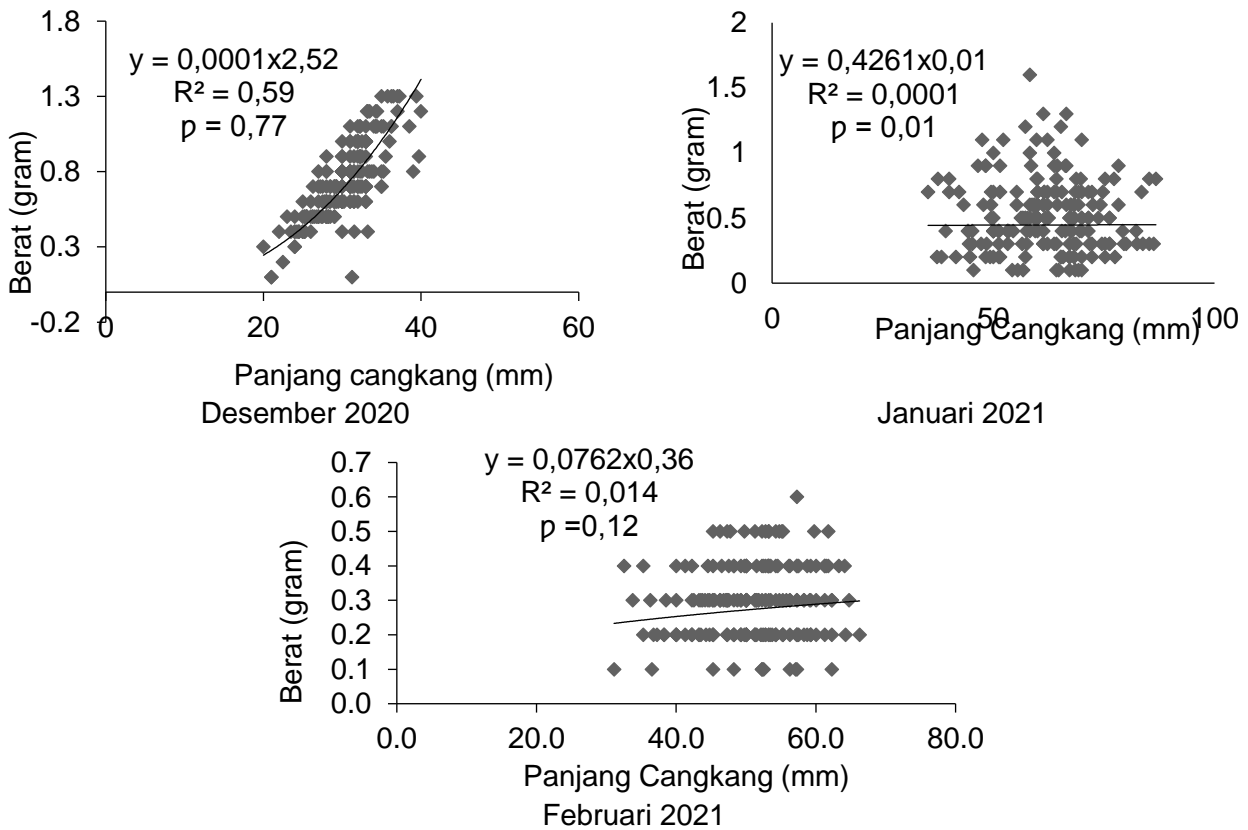 1.8
1.3
0.8
0.3
-0.2
0
20
40
60
Berat (gram)
y = 0,0001x2,52
R² = 0,59
p = 0,77
Panjang cangkang (mm)
Desember 2020
2
1.5
1
0.5
0
0
50
100
Berat (gram)
y = 0,4261x0,01
R² = 0,0001
p = 0,01
Panjang Cangkang (mm)
Januari 2021
0.7
0.6
0.5
0.4
0.3
0.2
0.1
0.0
0.0
20.0
40.0
60.0
80.0
Berat (gram)
y = 0,0762x0,36
R² = 0,014
p =0,12
Panjang Cangkang (mm)
Februari 2021